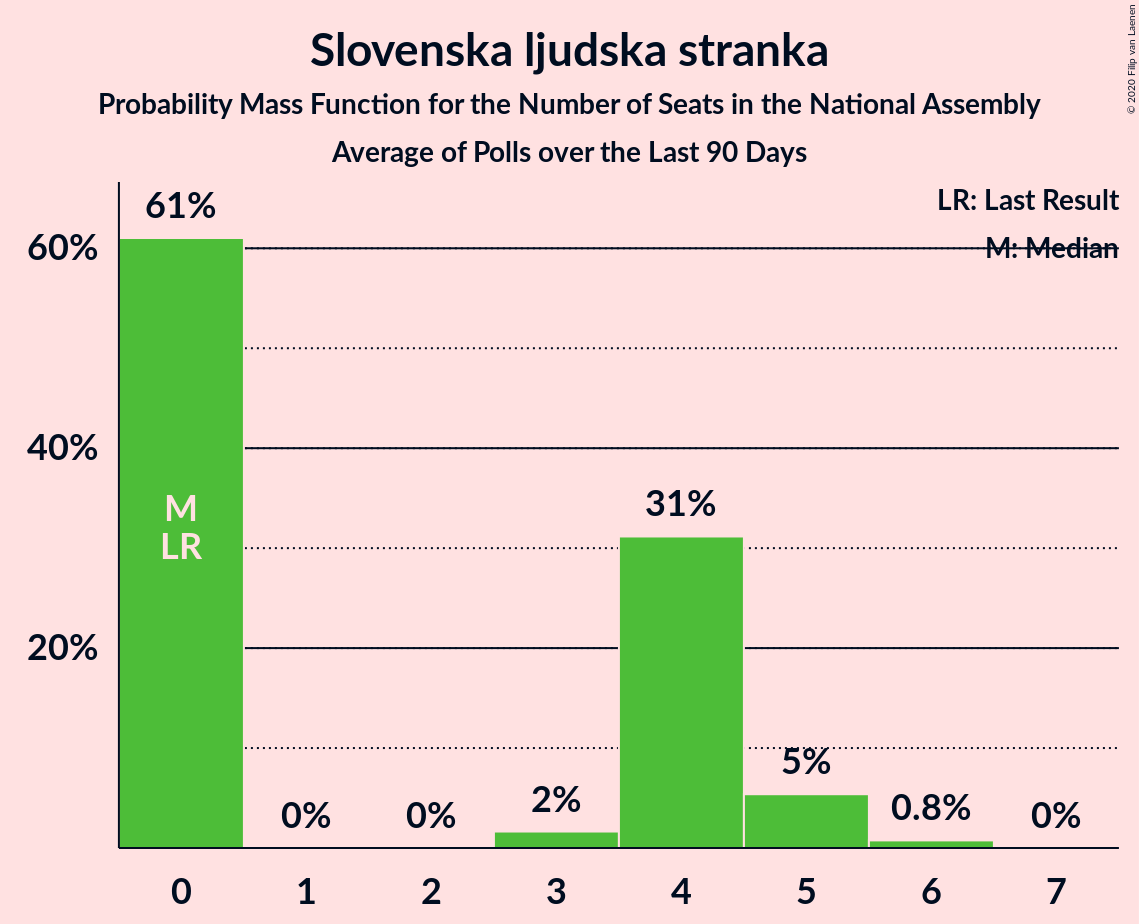 Slovenska ljudska stranka
Probability Mass Function for the Number of Seats in the National Assembly
Average of Polls over the Last 90 Days
© 2020 Filip van Laenen
LR: Last Result
M: Median
61%
60%
40%
20%
M
LR
0%
0%
2%
31%
5%
0.8%
0%
0 1 2 3 4 5 6 7